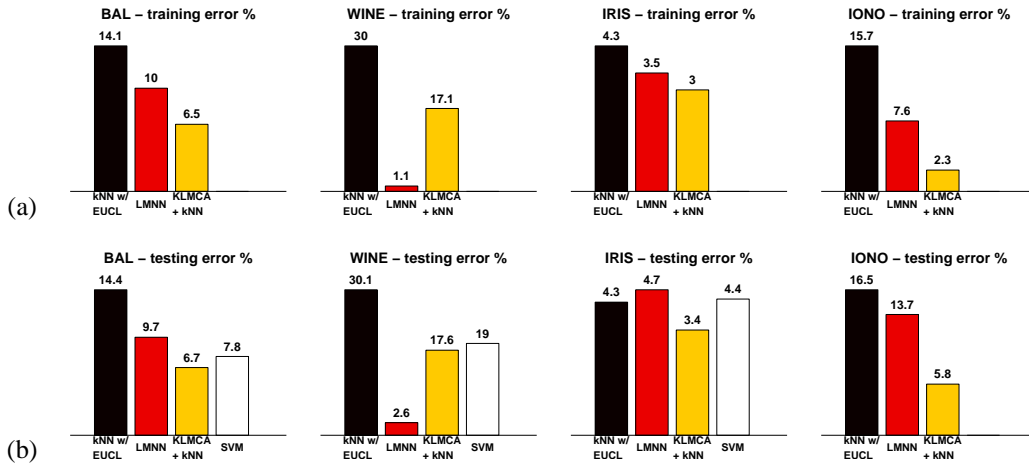 BAL – training error %
14.1
10
6.5
kNN w/ EUCL
LMNN
KLMCA + kNN
WINE – training error %
30
1.1
17.1
kNN w/ EUCL
LMNN
KLMCA + kNN
IRIS – training error %
4.3
3.5
3
kNN w/ EUCL
LMNN
KLMCA + kNN
IONO – training error %
15.7
7.6
2.3
kNN w/ EUCL
LMNN
KLMCA + kNN
(a)
BAL – testing error %
14.4
9.7
6.7
7.8
kNN w/ EUCL
LMNN
KLMCA + kNN
SVM
WINE – testing error %
30.1
2.6
17.6
19
kNN w/ EUCL
LMNN
KLMCA + kNN
SVM
IRIS – testing error %
4.3
4.7
3.4
4.4
kNN w/ EUCL
LMNN
KLMCA + kNN
SVM
IONO – testing error %
16.5
13.7
5.8
kNN w/ EUCL
LMNN
KLMCA + kNN
(b)